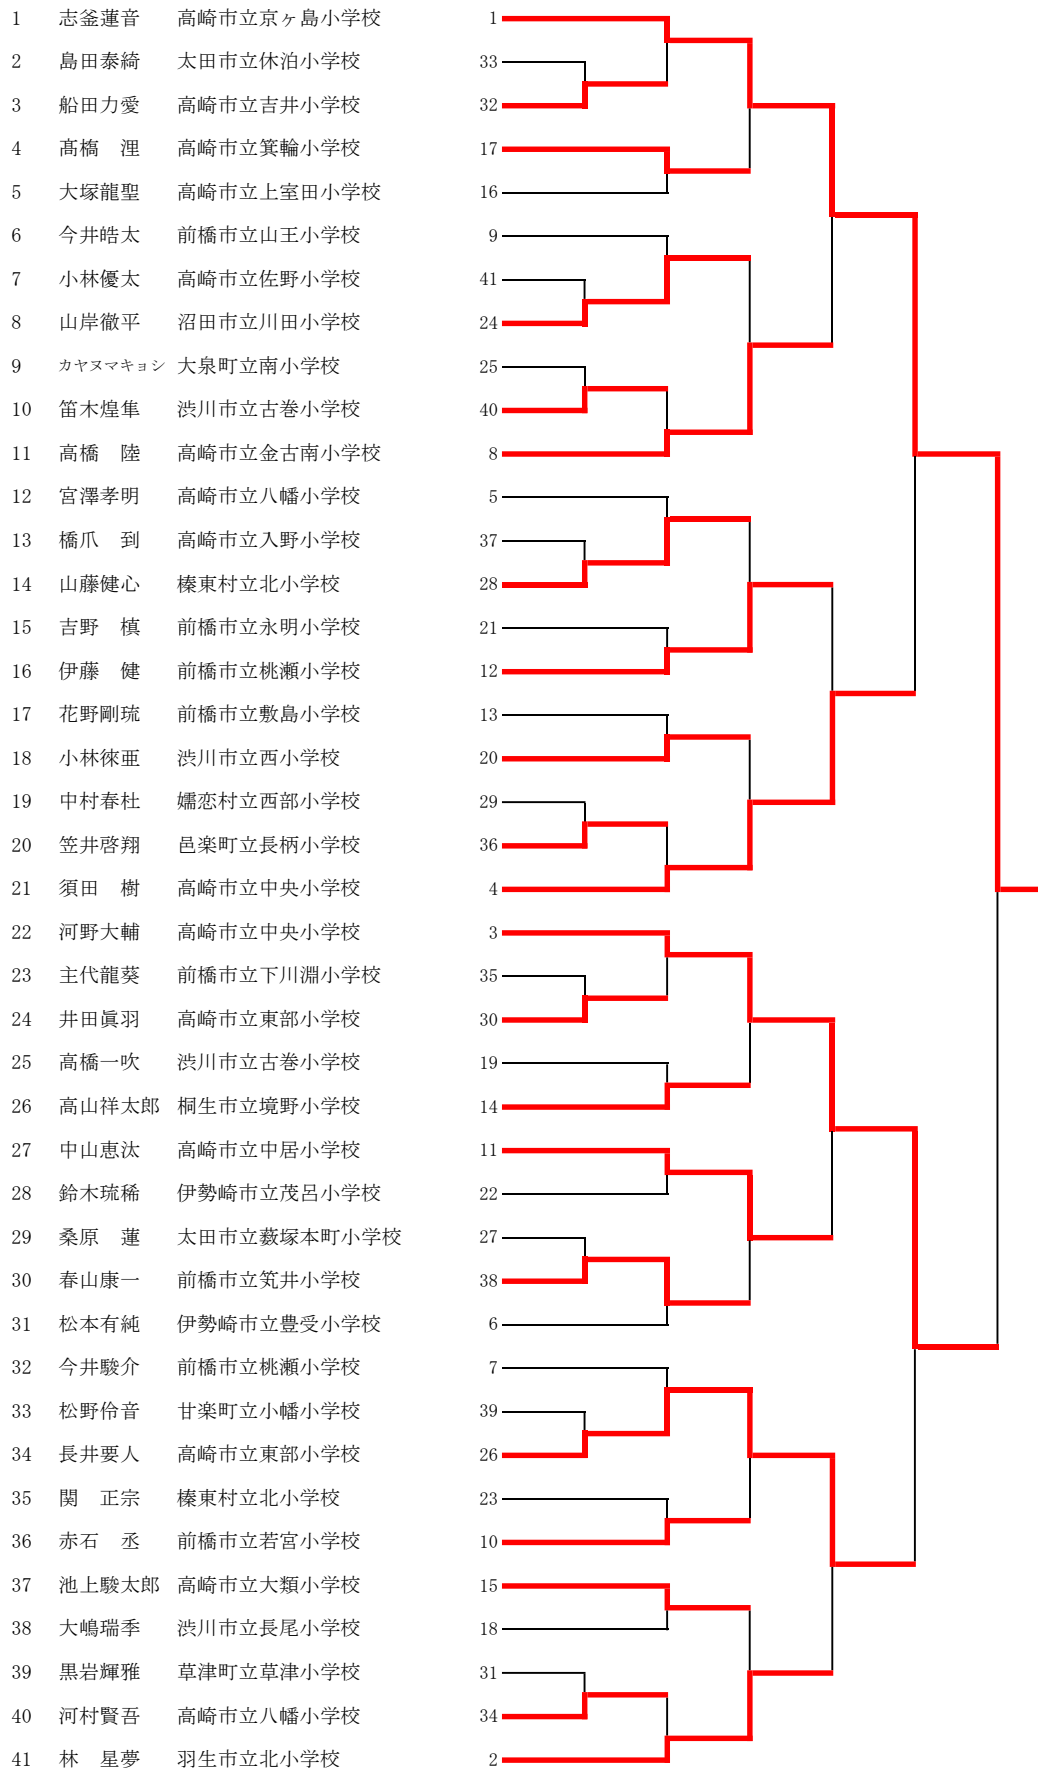 1 志釜蓮音 高崎市立京ヶ島小学校 1
2 島田泰綺 太田市立休泊小学校 33
3 船田力愛 高崎市立吉井小学校 32
4 髙橋 浬 高崎市立箕輪小学校 17
5 大塚龍聖 高崎市立上室田小学校 16
6 今井皓太 前橋市立山王小学校 9
7 小林優太 高崎市立佐野小学校 41
8 山岸徹平 沼田市立川田小学校 24
9 カヤヌマキョシ 大泉町立南小学校 25
10 笛木煌隼 渋川市立古巻小学校 40
11 高橋 陸 高崎市立金古南小学校 8
12 宮澤孝明 高崎市立八幡小学校 5
13 橋爪 到 高崎市立入野小学校 37
14 山藤健心 榛東村立北小学校 28
15 吉野 槙 前橋市立永明小学校 21
16 伊藤 健 前橋市立桃瀬小学校 12
17 花野剛琉 前橋市立敷島小学校 13
18 小林徠亜 渋川市立西小学校 20
19 中村春杜 嬬恋村立西部小学校 29
20 笠井啓翔 邑楽町立長柄小学校 36
21 須田 樹 高崎市立中央小学校 4
22 河野大輔 高崎市立中央小学校 3
23 主代龍葵 前橋市立下川淵小学校 35
24 井田眞羽 高崎市立東部小学校 30
25 高橋一吹 渋川市立古巻小学校 19
26 高山祥太郎 桐生市立境野小学校 14
27 中山恵汰 高崎市立中居小学校 11
28 鈴木琉稀 伊勢崎市立茂呂小学校 22
29 桑原 蓮 太田市立薮塚本町小学校 27
30 春山康一 前橋市立笂井小学校 38
31 松本有純 伊勢崎市立豊受小学校 6
32 今井駿介 前橋市立桃瀬小学校 7
33 松野伶音 甘楽町立小幡小学校 39
34 長井要人 高崎市立東部小学校 26
35 関 正宗 榛東村立北小学校 23
36 赤石 丞 前橋市立若宮小学校 10
37 池上駿太郎 高崎市立大類小学校 15
38 大嶋瑞季 渋川市立長尾小学校 18
39 黒岩輝雅 草津町立草津小学校 31
40 河村賢吾 高崎市立八幡小学校 34
41 林 星夢 羽生市立北小学校 2